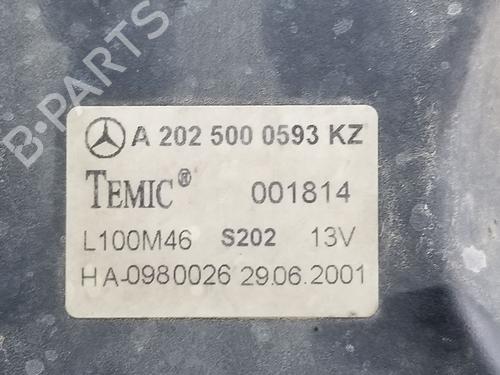 B-PARTS
A 202 500 0593 KZ
TEMIC® 001814
L100M46 S202 13V
HA-0980026 29.06.2001